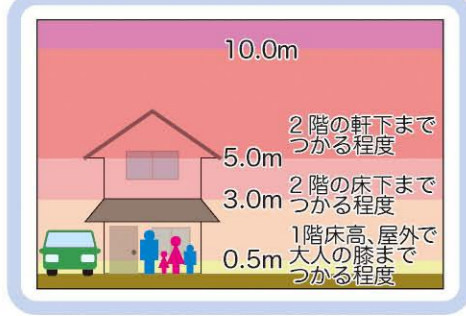 10.0m
2階の軒下まで
つかる程度
5.0m
2階の床下まで
つかる程度
3.0m
1階床高、屋外で
大人の膝まで
つかる程度
0.5m